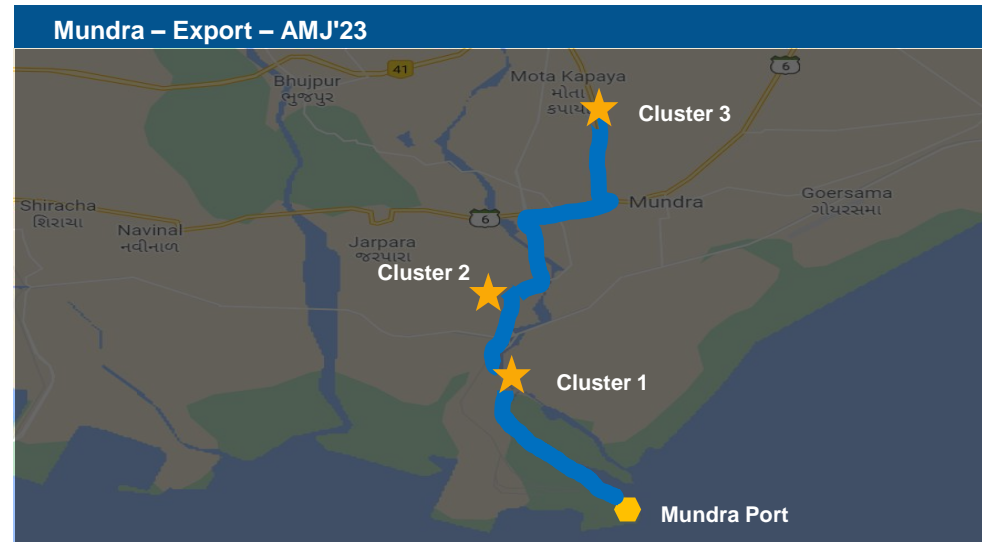 Mundra – Export – AMJ'23
41
6
Bhujpur
ભુજપુર
Mota Kapaya
મોતા
કપાયા
Cluster 3
Shiracha
શિરાચા
Navinal
નવીનાળ
6
Mundra
Goersama
ગોયરસમા
Jarpara
જરપારા
Cluster 2
Cluster 1
Mundra Port